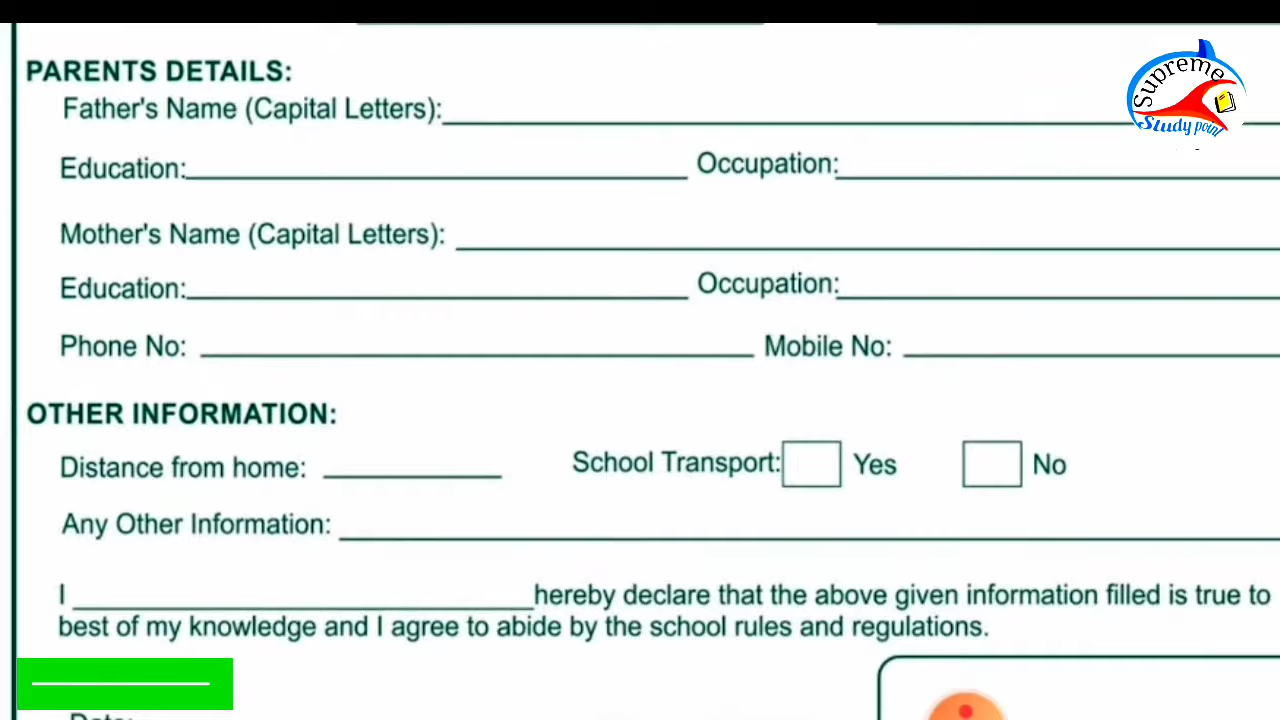 PARENTS DETAILS:
Father's Name (Capital Letters):
Education: Occupation:
Mother's Name (Capital Letters):
Education: Occupation:
Phone No: Mobile No:
OTHER INFORMATION:
Distance from home: School Transport: Yes No
Any Other Information:
I hereby declare that the above given information filled is true to
best of my knowledge and I agree to abide by the school rules and regulations.
Supreme
Study point